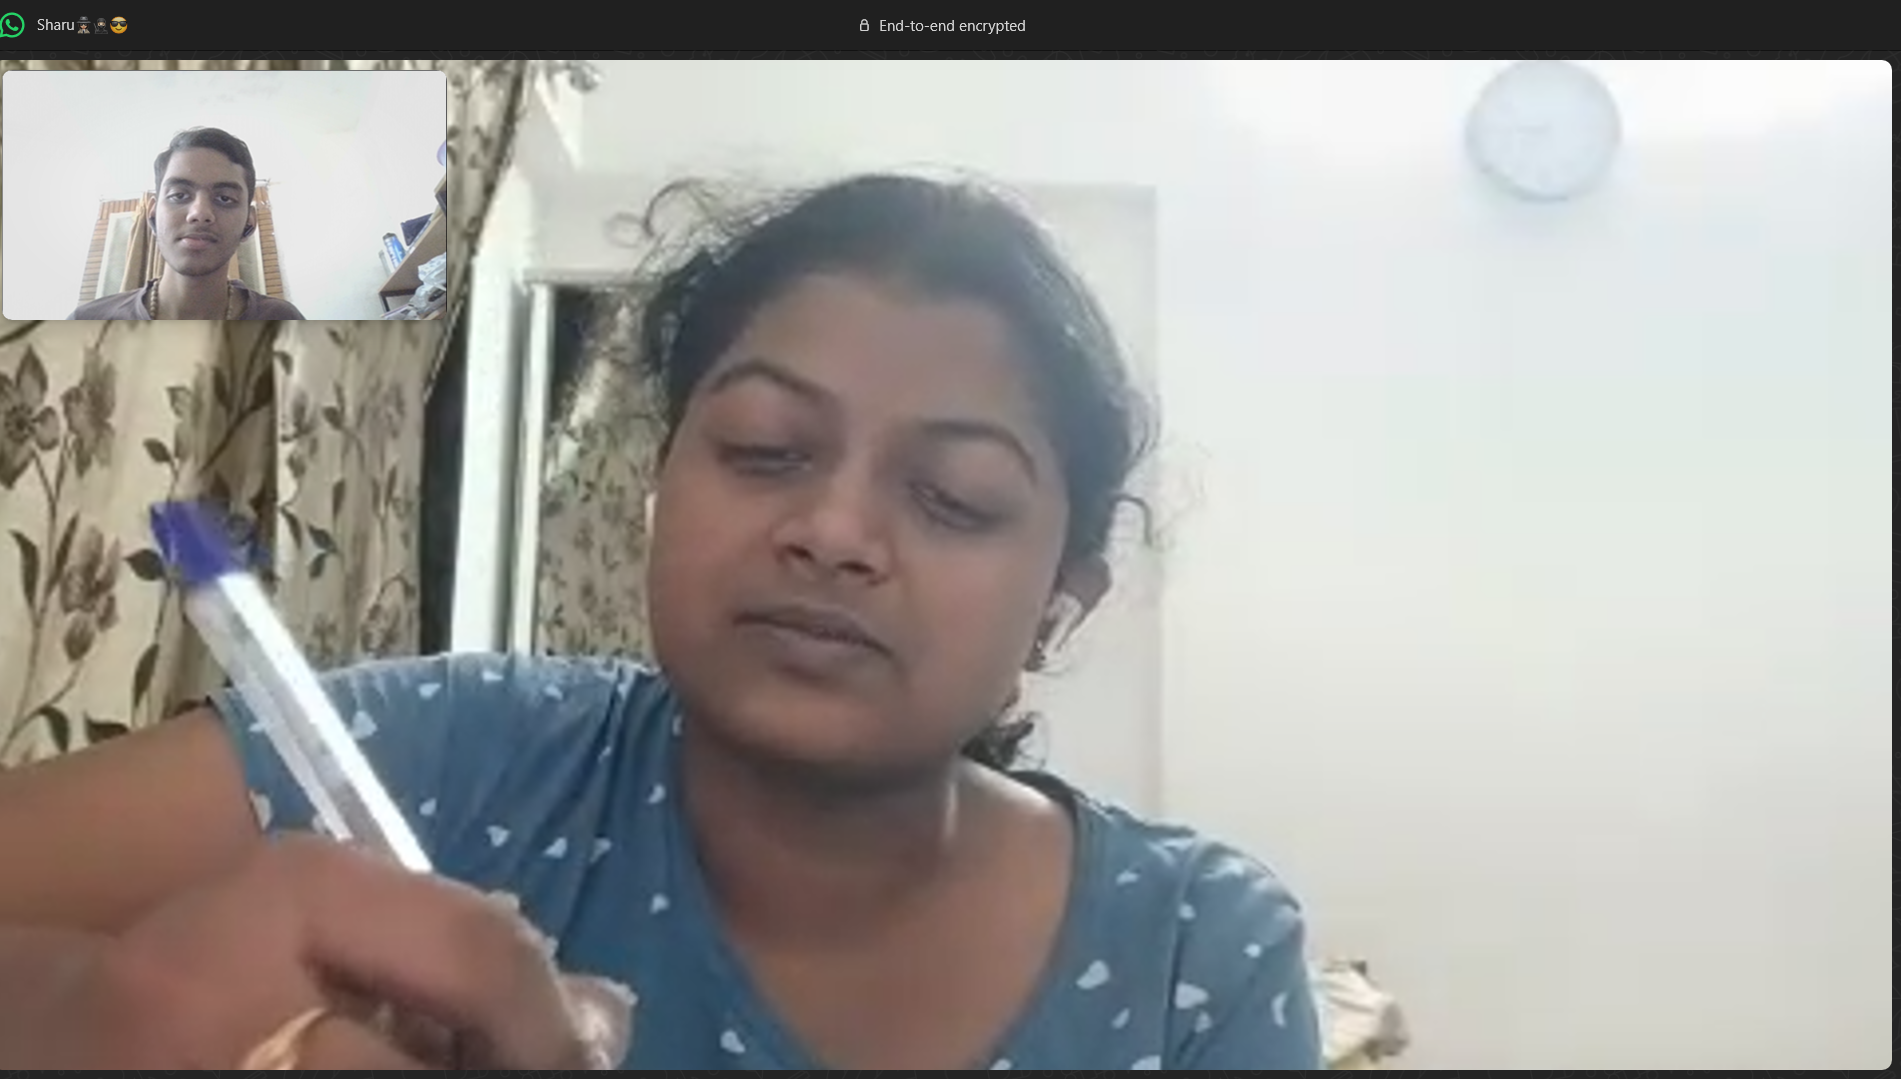 Sharu🕵🏽‍♂️🥷🏽😎
End-to-end encrypted